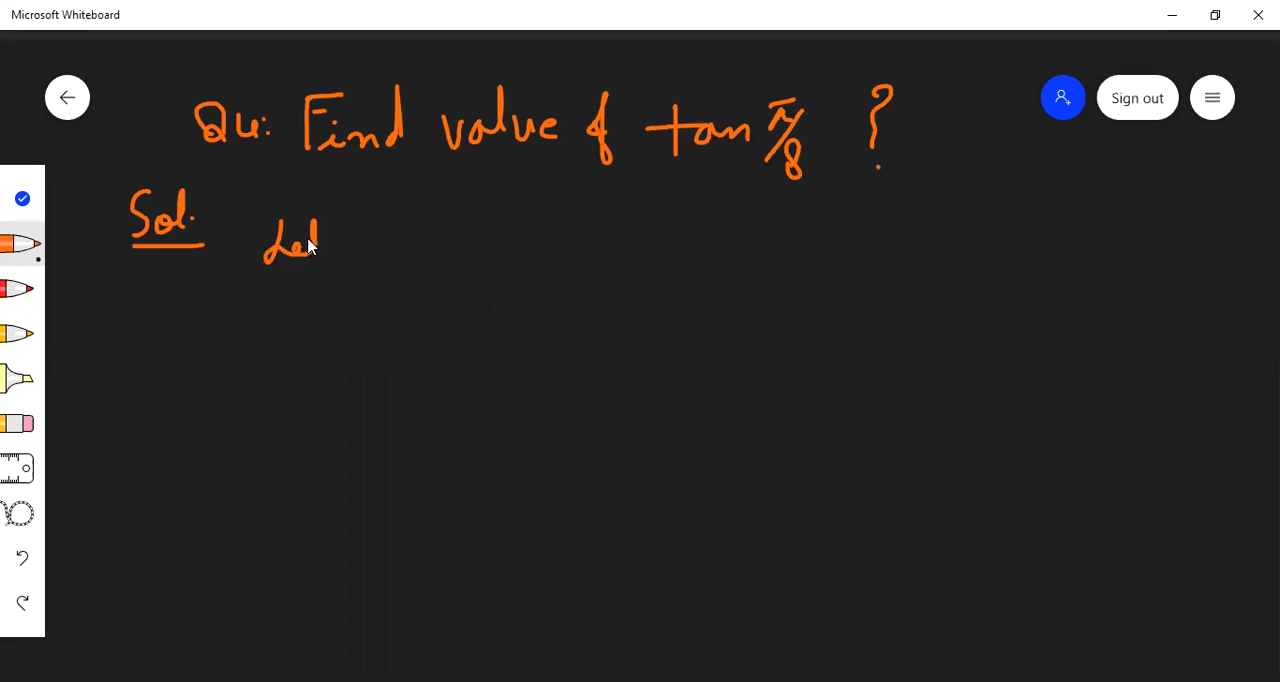 Microsoft Whiteboard
Sign out
Qu: Find value of tan π/8 ?
Sol.
Let